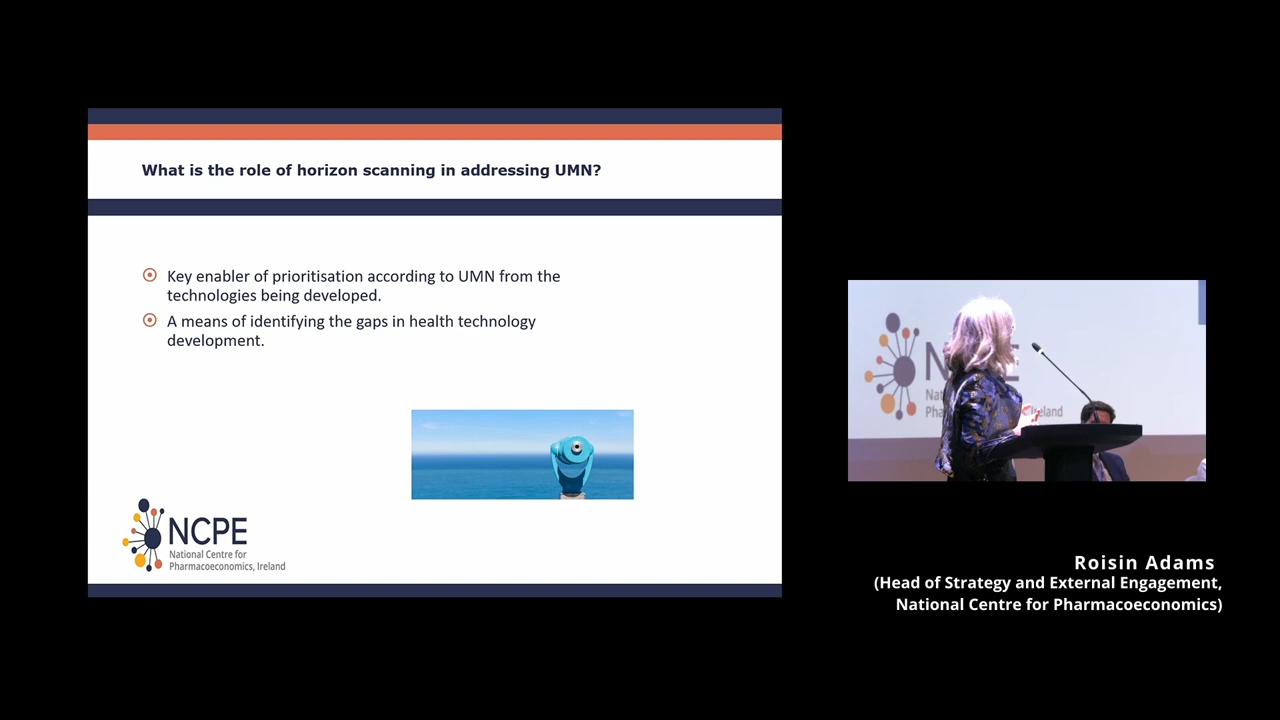 What is the role of horizon scanning in addressing UMN?
Key enabler of prioritisation according to UMN from the
technologies being developed.
A means of identifying the gaps in health technology
development.
NCPE
National Centre for
Pharmacoeconomics, Ireland
Roisin Adams
(Head of Strategy and External Engagement,
National Centre for Pharmacoeconomics)